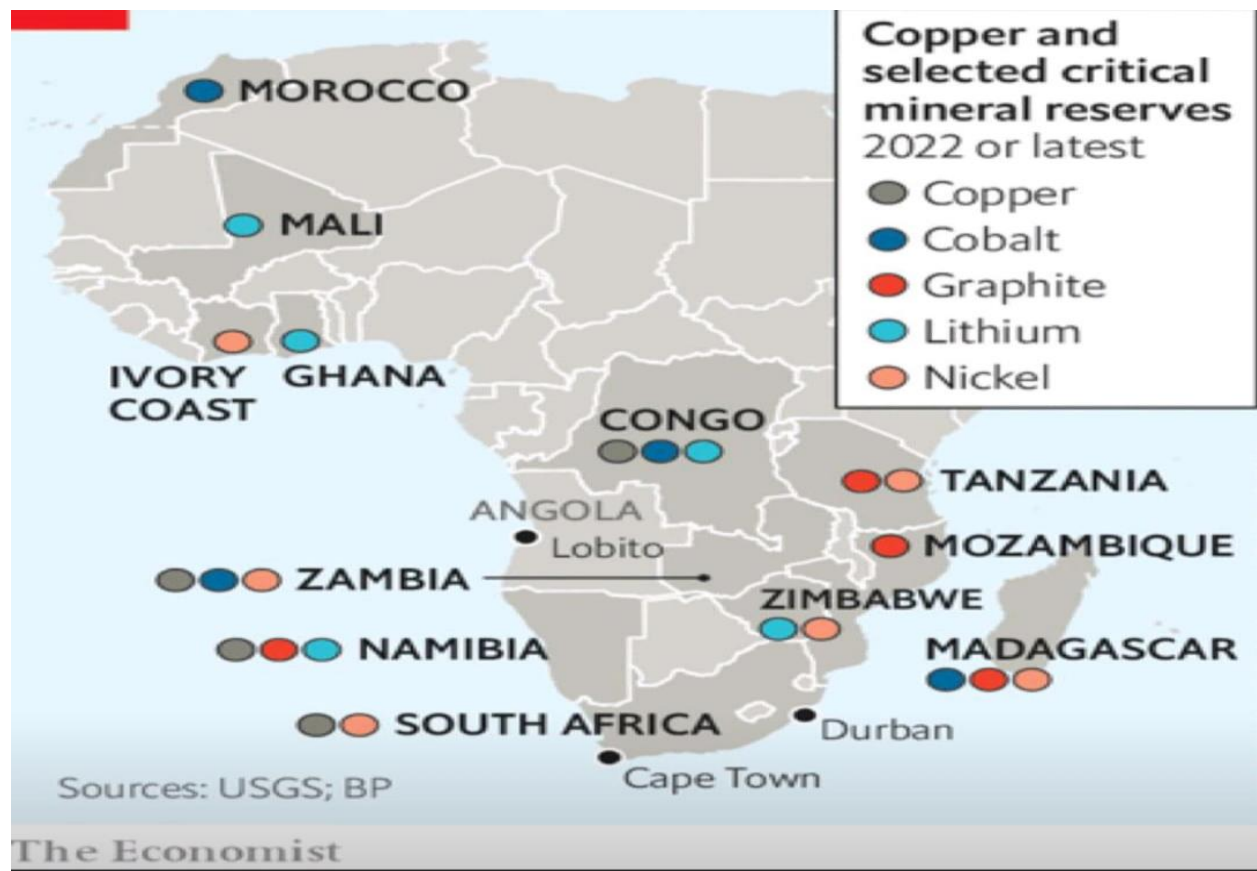 Copper and
selected critical
mineral reserves
2022 or latest
Copper
Cobalt
Graphite
Lithium
Nickel
MOROCCO
MALI
IVORY
COAST
GHANA
CONGO
TANZANIA
ANGOLA
Lobito
MOZAMBIQUE
ZAMBIA
ZIMBABWE
NAMIBIA
MADAGASCAR
SOUTH AFRICA
Durban
Cape Town
Sources: USGS; BP
The Economist